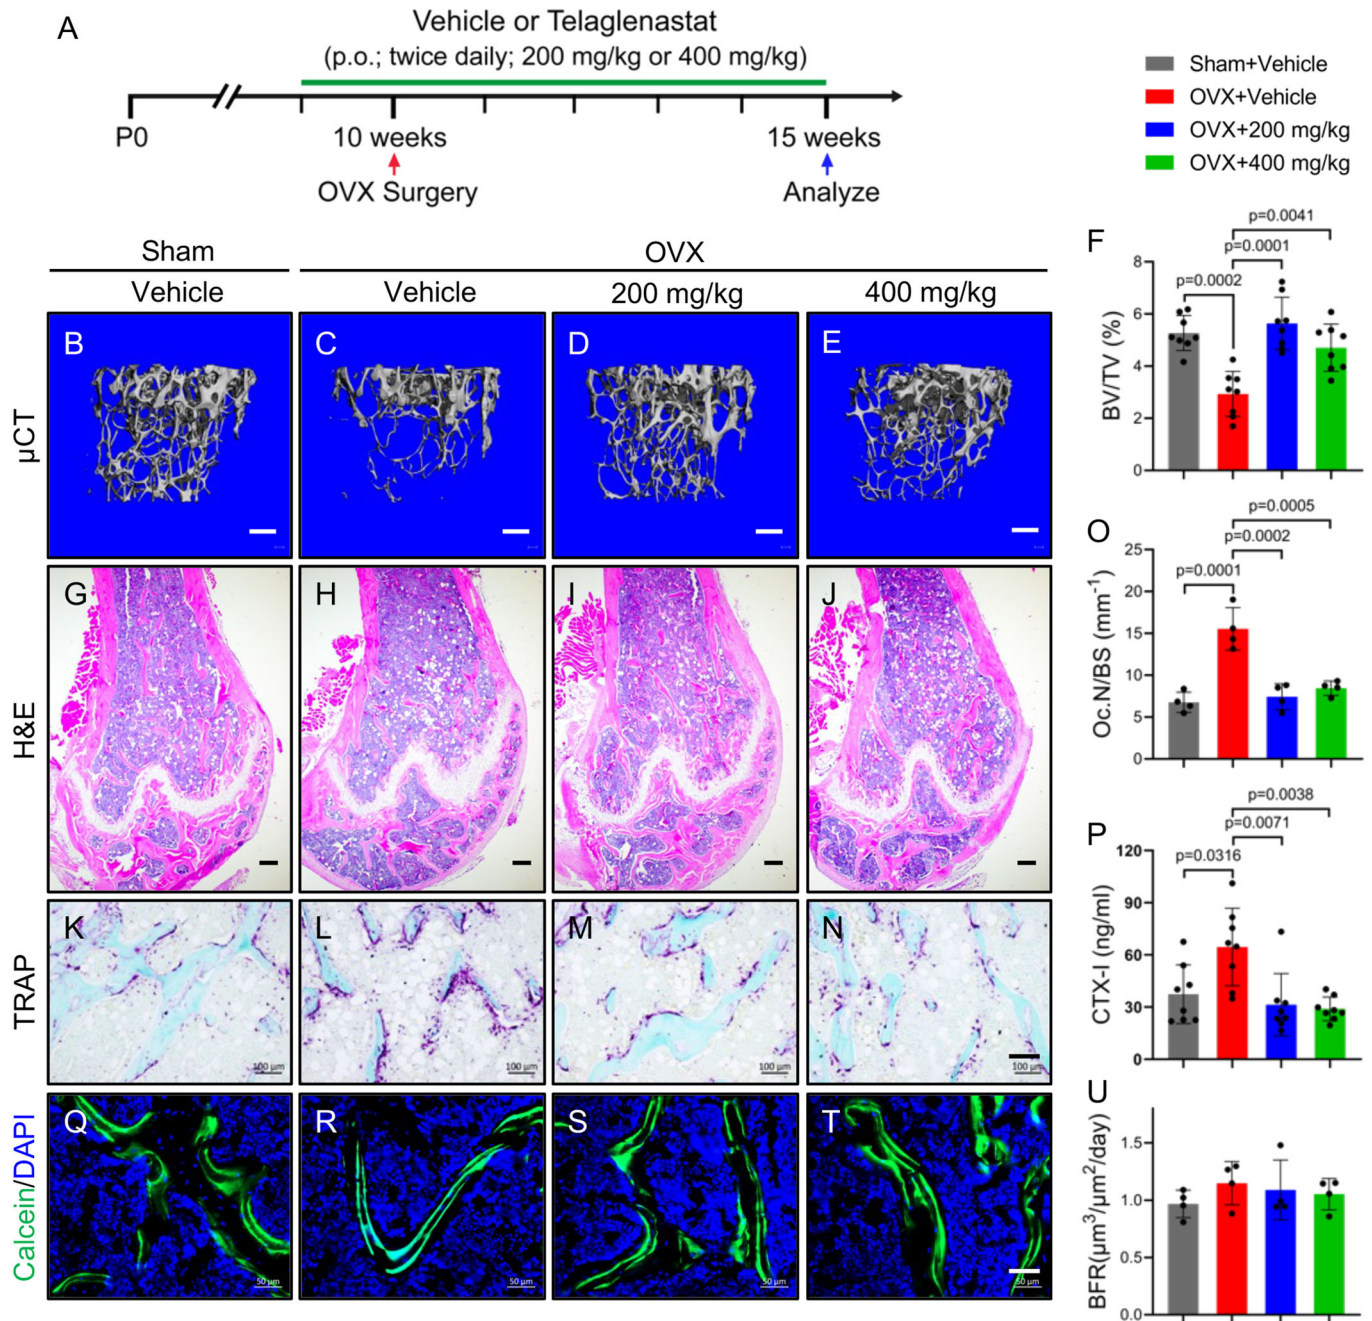 A
Vehicle or Telaglenastat
(p.o.; twice daily; 200 mg/kg or 400 mg/kg)
P0
10 weeks
15 weeks
OVX Surgery
Analyze
Sham+Vehicle
OVX+Vehicle
OVX+200 mg/kg
OVX+400 mg/kg
Sham
OVX
Vehicle
Vehicle
200 mg/kg
400 mg/kg
μCT
B
C
D
E
H&E
G
H
I
J
TRAP
K
L
M
N
100 μm
100 μm
100 μm
100 μm
Calcein/DAPI
Q
R
S
T
50 μm
50 μm
50 μm
50 μm
F
p=0.0041
p=0.0001
p=0.0002
BV/TV (%)
8
6
4
2
0
O
p=0.0005
p=0.0002
p=0.0001
Oc.N/BS (mm⁻¹)
25
20
15
10
5
0
P
p=0.0038
p=0.0071
p=0.0316
CTX-I (ng/ml)
120
90
60
30
0
U
BFR(μm³/μm²/day)
1.5
1.0
0.5
0.0